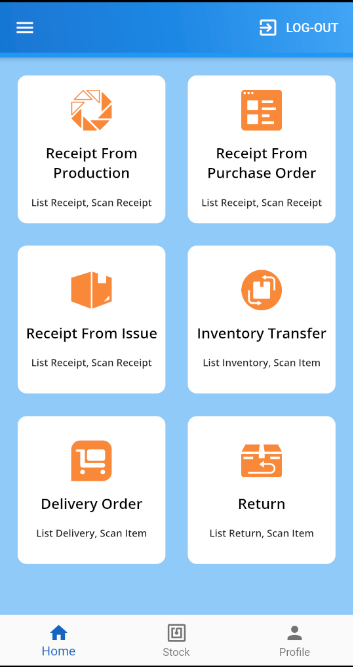 LOG-OUT
Receipt From
Production
List Receipt, Scan Receipt
Receipt From
Purchase Order
List Receipt, Scan Receipt
Receipt From Issue
List Receipt, Scan Receipt
Inventory Transfer
List Inventory, Scan Item
Delivery Order
List Delivery, Scan Item
Return
List Return, Scan Item
Home
Stock
Profile